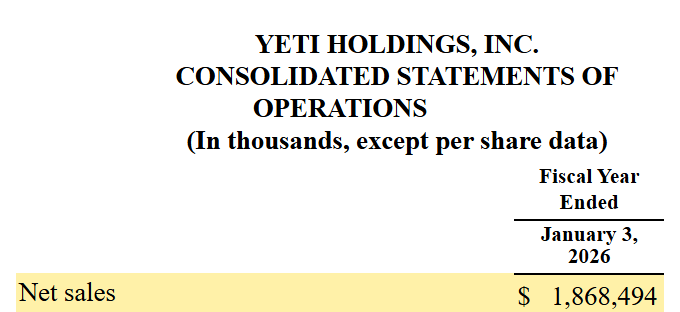 YETI HOLDINGS, INC.
CONSOLIDATED STATEMENTS OF
OPERATIONS
(In thousands, except per share data)
Fiscal Year
Ended
January 3,
2026
Net sales $ 1,868,494